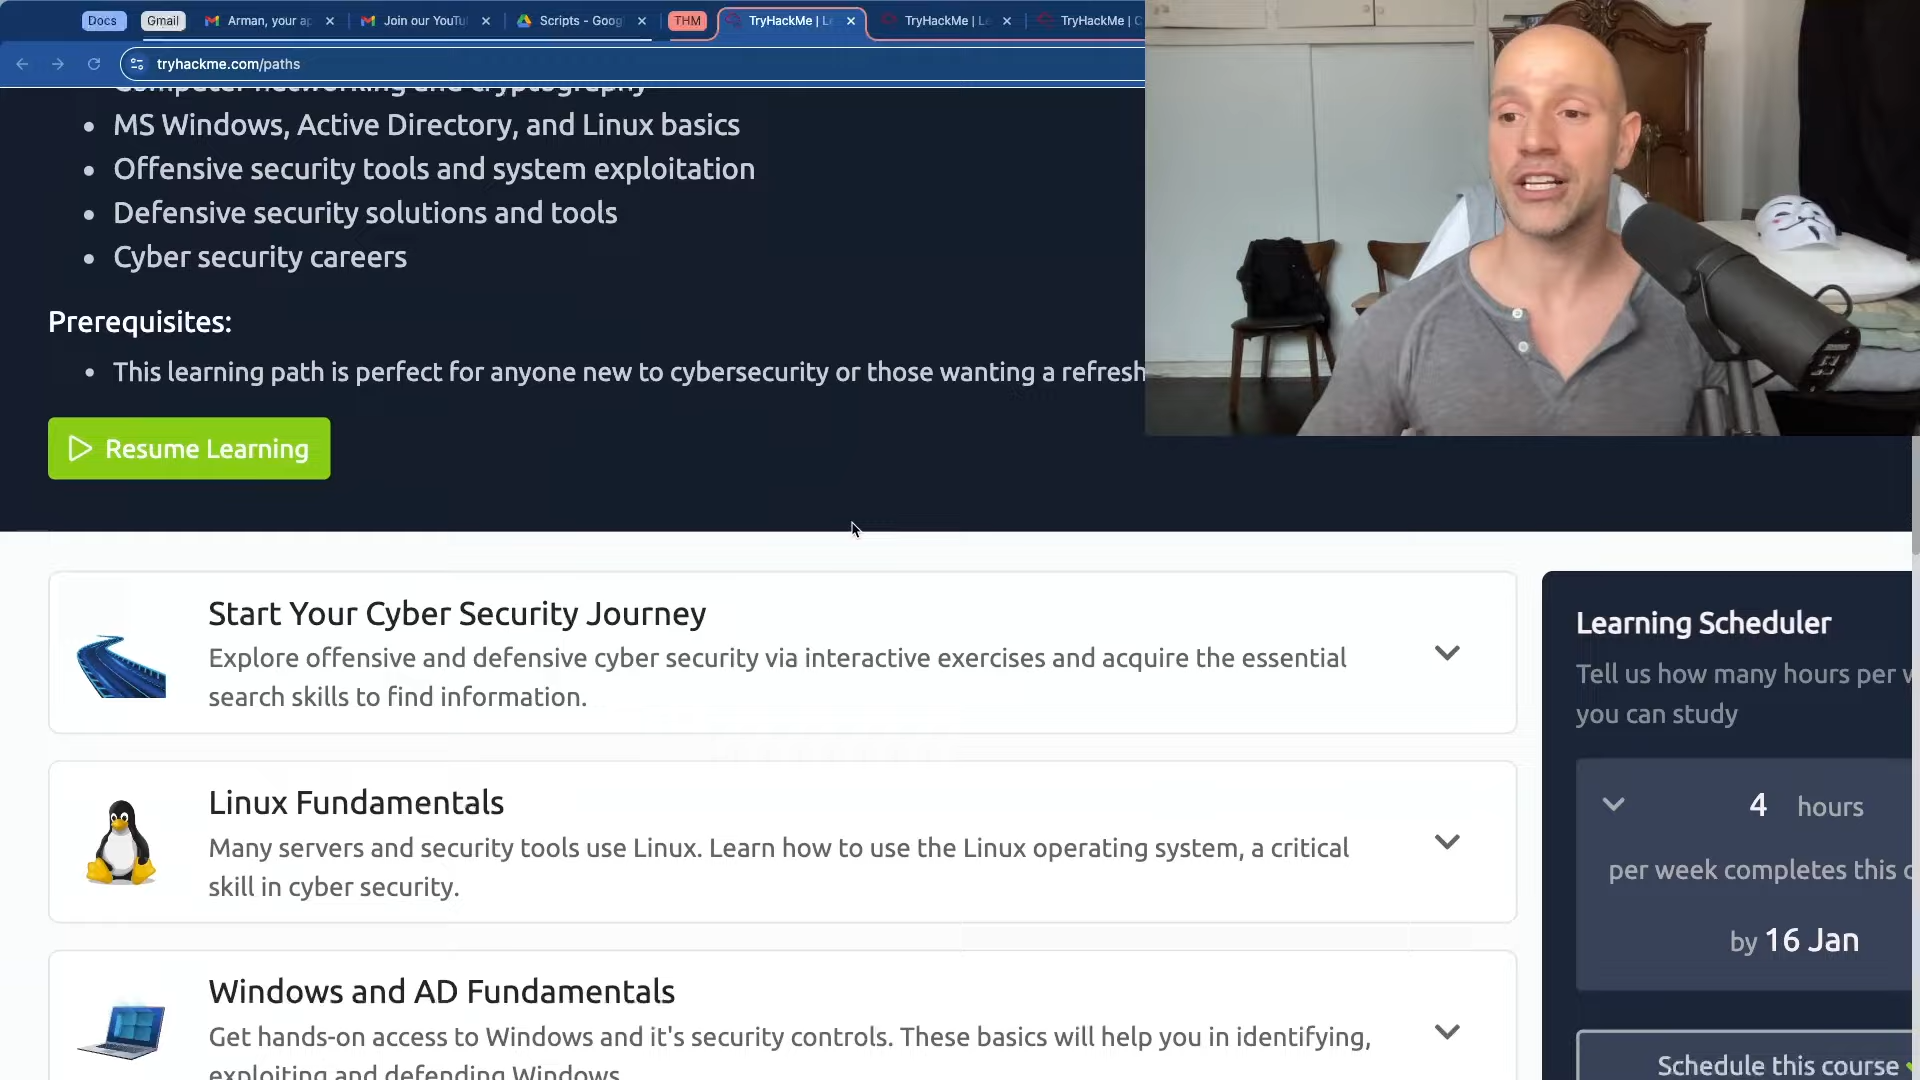 Docs
Gmail
Arman, your ap
Join our YouTu
Scripts - Goog
THM
TryHackMe | Le
TryHackMe | Le
TryHackMe | C
tryhackme.com/paths
Computer networking and cryptography
MS Windows, Active Directory, and Linux basics
Offensive security tools and system exploitation
Defensive security solutions and tools
Cyber security careers
Prerequisites:
This learning path is perfect for anyone new to cybersecurity or those wanting a refresh
Resume Learning
Start Your Cyber Security Journey
Explore offensive and defensive cyber security via interactive exercises and acquire the essential
search skills to find information.
Linux Fundamentals
Many servers and security tools use Linux. Learn how to use the Linux operating system, a critical
skill in cyber security.
Windows and AD Fundamentals
Get hands-on access to Windows and it's security controls. These basics will help you in identifying,
exploiting and defending Windows.
Learning Scheduler
Tell us how many hours per w
you can study
4 hours
per week completes this c
by 16 Jan
Schedule this course